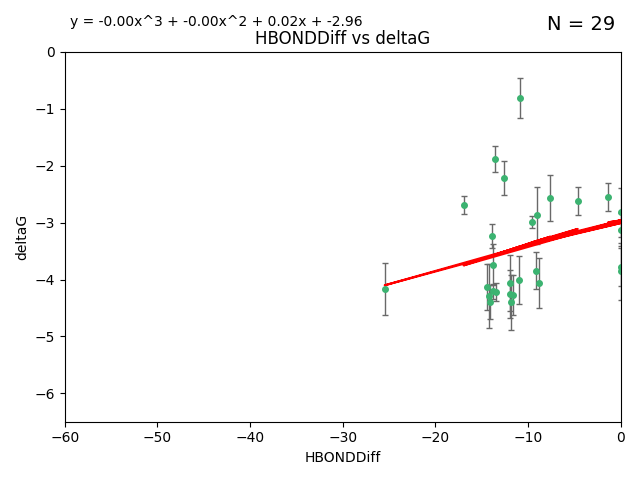 y = -0.00x^3 + -0.00x^2 + 0.02x + -2.96
N = 29
HBONDDiff vs deltaG
0
−1
−2
−3
−4
−5
−6
deltaG
−60 −50 −40 −30 −20 −10 0
HBONDDiff